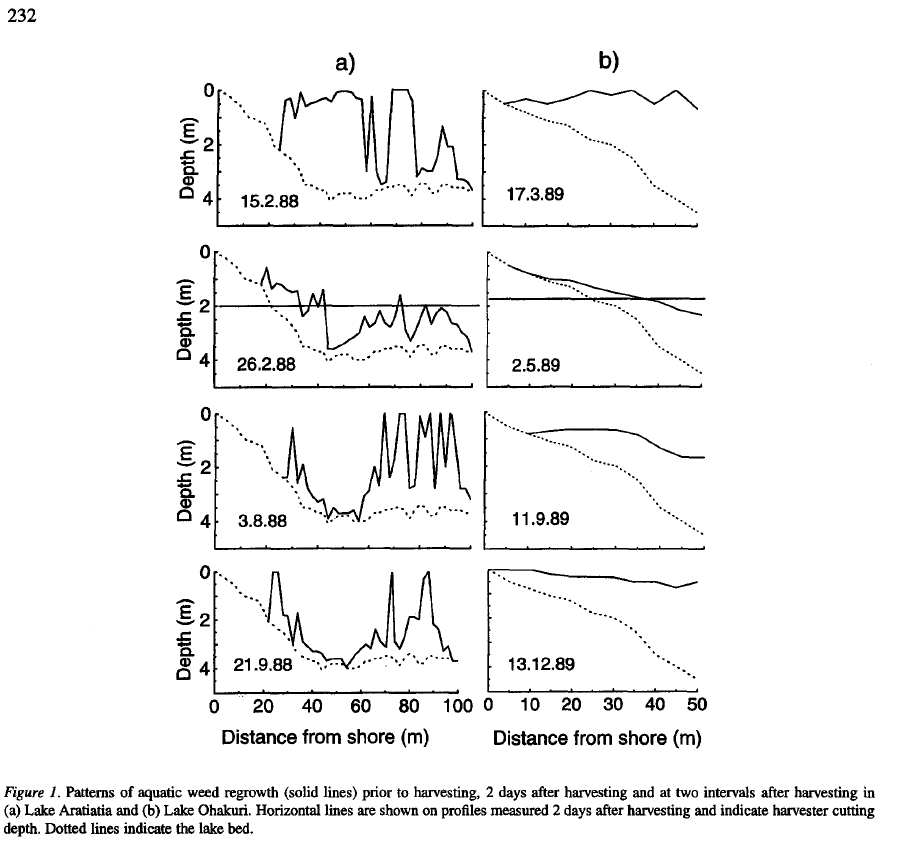 232
a)
b)
0
2
4
Depth (m)
15.2.88
17.3.89
0
2
4
Depth (m)
26.2.88
2.5.89
0
2
4
Depth (m)
3.8.88
11.9.89
0
2
4
Depth (m)
21.9.88
13.12.89
0 20 40 60 80 100
0 10 20 30 40 50
Distance from shore (m)
Distance from shore (m)
Figure 1. Patterns of aquatic weed regrowth (solid lines) prior to harvesting, 2 days after harvesting and at two intervals after harvesting in
(a) Lake Aratiatia and (b) Lake Ohakuri. Horizontal lines are shown on profiles measured 2 days after harvesting and indicate harvester cutting
depth. Dotted lines indicate the lake bed.